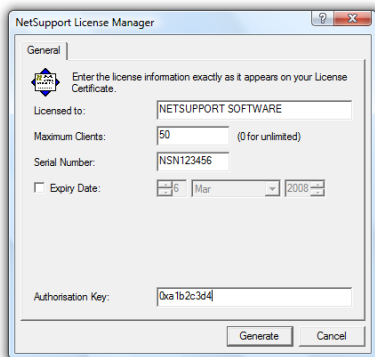 NetSupport License Manager
General
Enter the license information exactly as it appears on your License
Certificate.
Licensed to: NETSUPPORT SOFTWARE
Maximum Clients: 50 (0 for unlimited)
Serial Number: NSN123456
Expiry Date: 6 Mar 2008
Authorisation Key: 0xa1b2c3d4
Generate Cancel